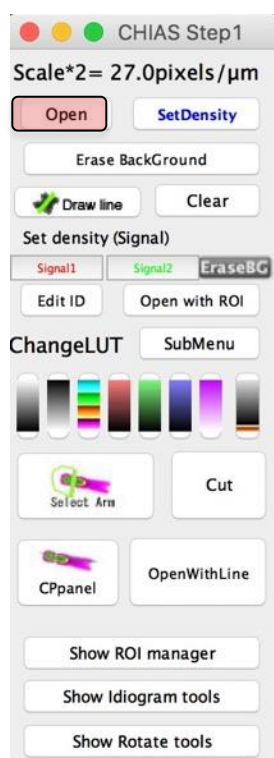 CHIAS Step1
Scale*2= 27.0pixels/µm
Open SetDensity
Erase BackGround
Draw line Clear
Set density (Signal)
Signal1 Signal2 EraseBG
Edit ID Open with ROI
ChangeLUT SubMenu
Select Arm Cut
CPpanel OpenWithLine
Show ROI manager
Show Idiogram tools
Show Rotate tools